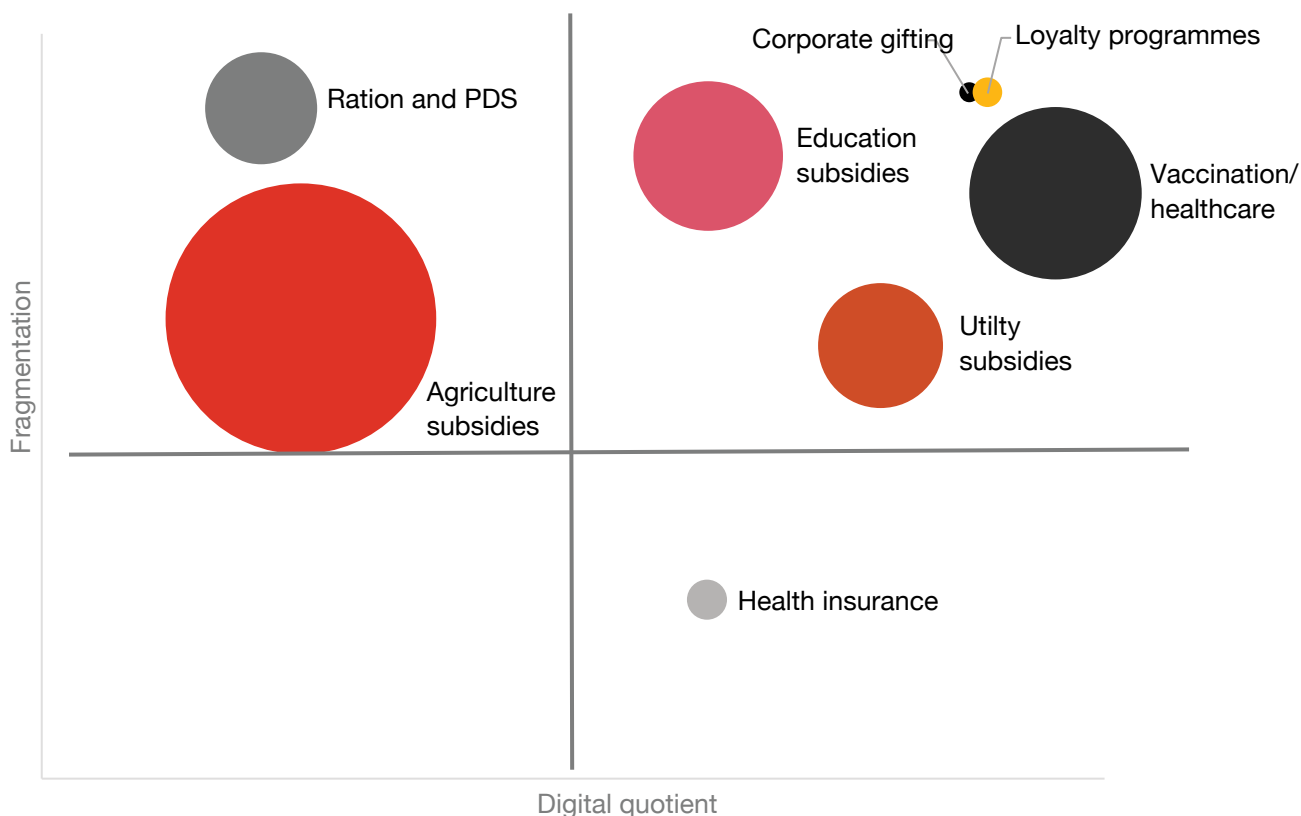 Corporate gifting
Loyalty programmes
Ration and PDS
Education
subsidies
Vaccination/
healthcare
Utilty
subsidies
Agriculture
subsidies
Fragmentation
Health insurance
Digital quotient